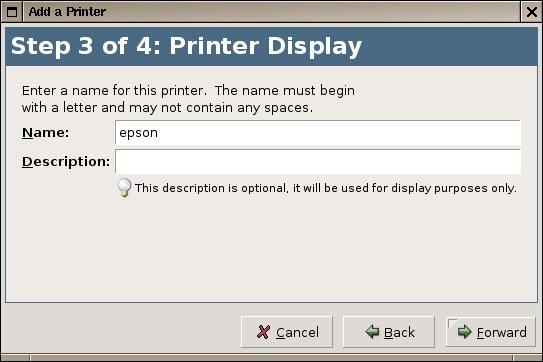 Add a Printer
Step 3 of 4: Printer Display
Enter a name for this printer. The name must begin
with a letter and may not contain any spaces.
Name: epson
Description:
This description is optional, it will be used for display purposes only.
Cancel Back Forward